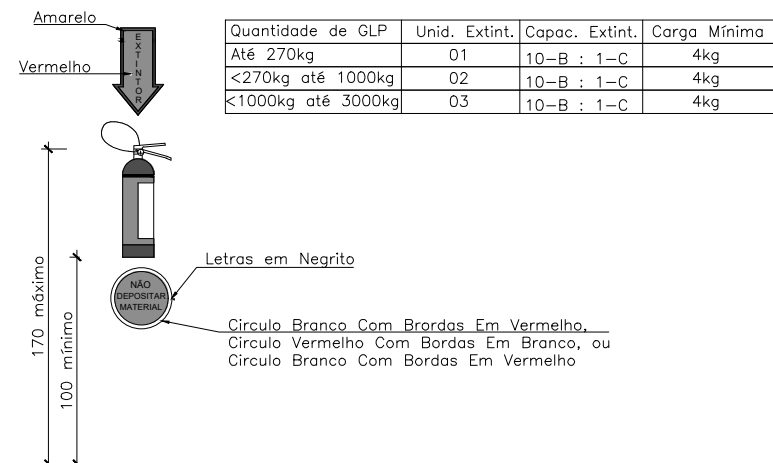 Amarelo
Vermelho
EXTINTOR
Quantidade de GLP Unid. Extint. Capac. Extint. Carga Mínima
Até 270kg 01 10-B : 1-C 4kg
<270kg até 1000kg 02 10-B : 1-C 4kg
<1000kg até 3000kg 03 10-B : 1-C 4kg
170 máximo
100 mínimo
Letras em Negrito
NÃO
DEPOSITAR
MATERIAL
Circulo Branco Com Brordas Em Vermelho,
Circulo Vermelho Com Bordas Em Branco, ou
Circulo Branco Com Bordas Em Vermelho